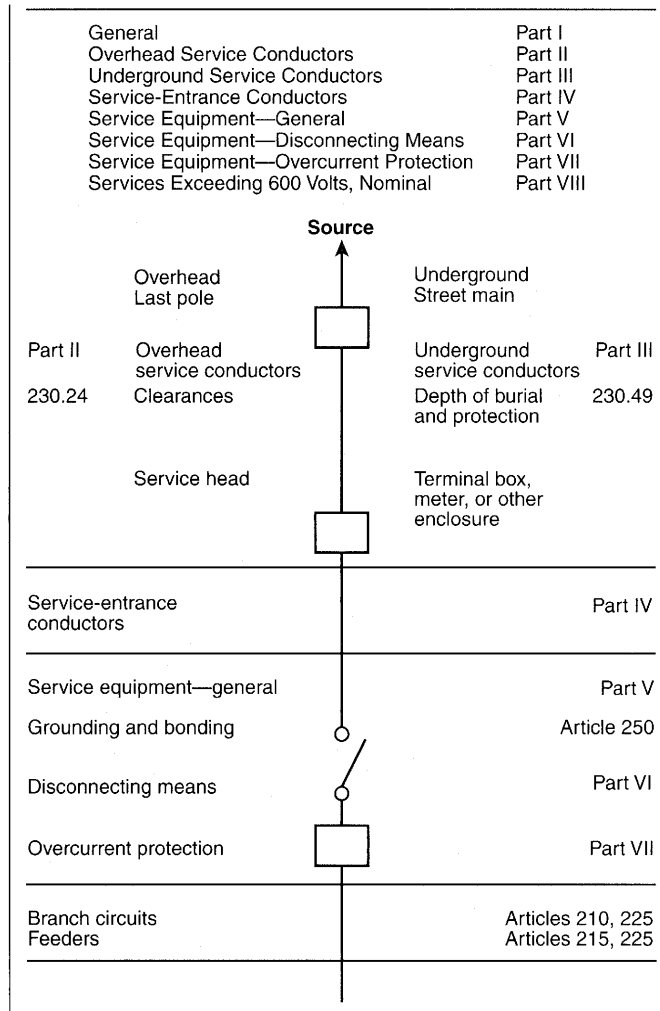 General Part I
Overhead Service Conductors Part II
Underground Service Conductors Part III
Service-Entrance Conductors Part IV
Service Equipment—General Part V
Service Equipment—Disconnecting Means Part VI
Service Equipment—Overcurrent Protection Part VII
Services Exceeding 600 Volts, Nominal Part VIII
Source
Overhead Underground
Last pole Street main
Part II Overhead Underground Part III
service conductors service conductors
230.24 Clearances Depth of burial 230.49
and protection
Service head Terminal box,
meter, or other
enclosure
Service-entrance Part IV
conductors
Service equipment—general Part V
Grounding and bonding Article 250
Disconnecting means Part VI
Overcurrent protection Part VII
Branch circuits Articles 210, 225
Feeders Articles 215, 225